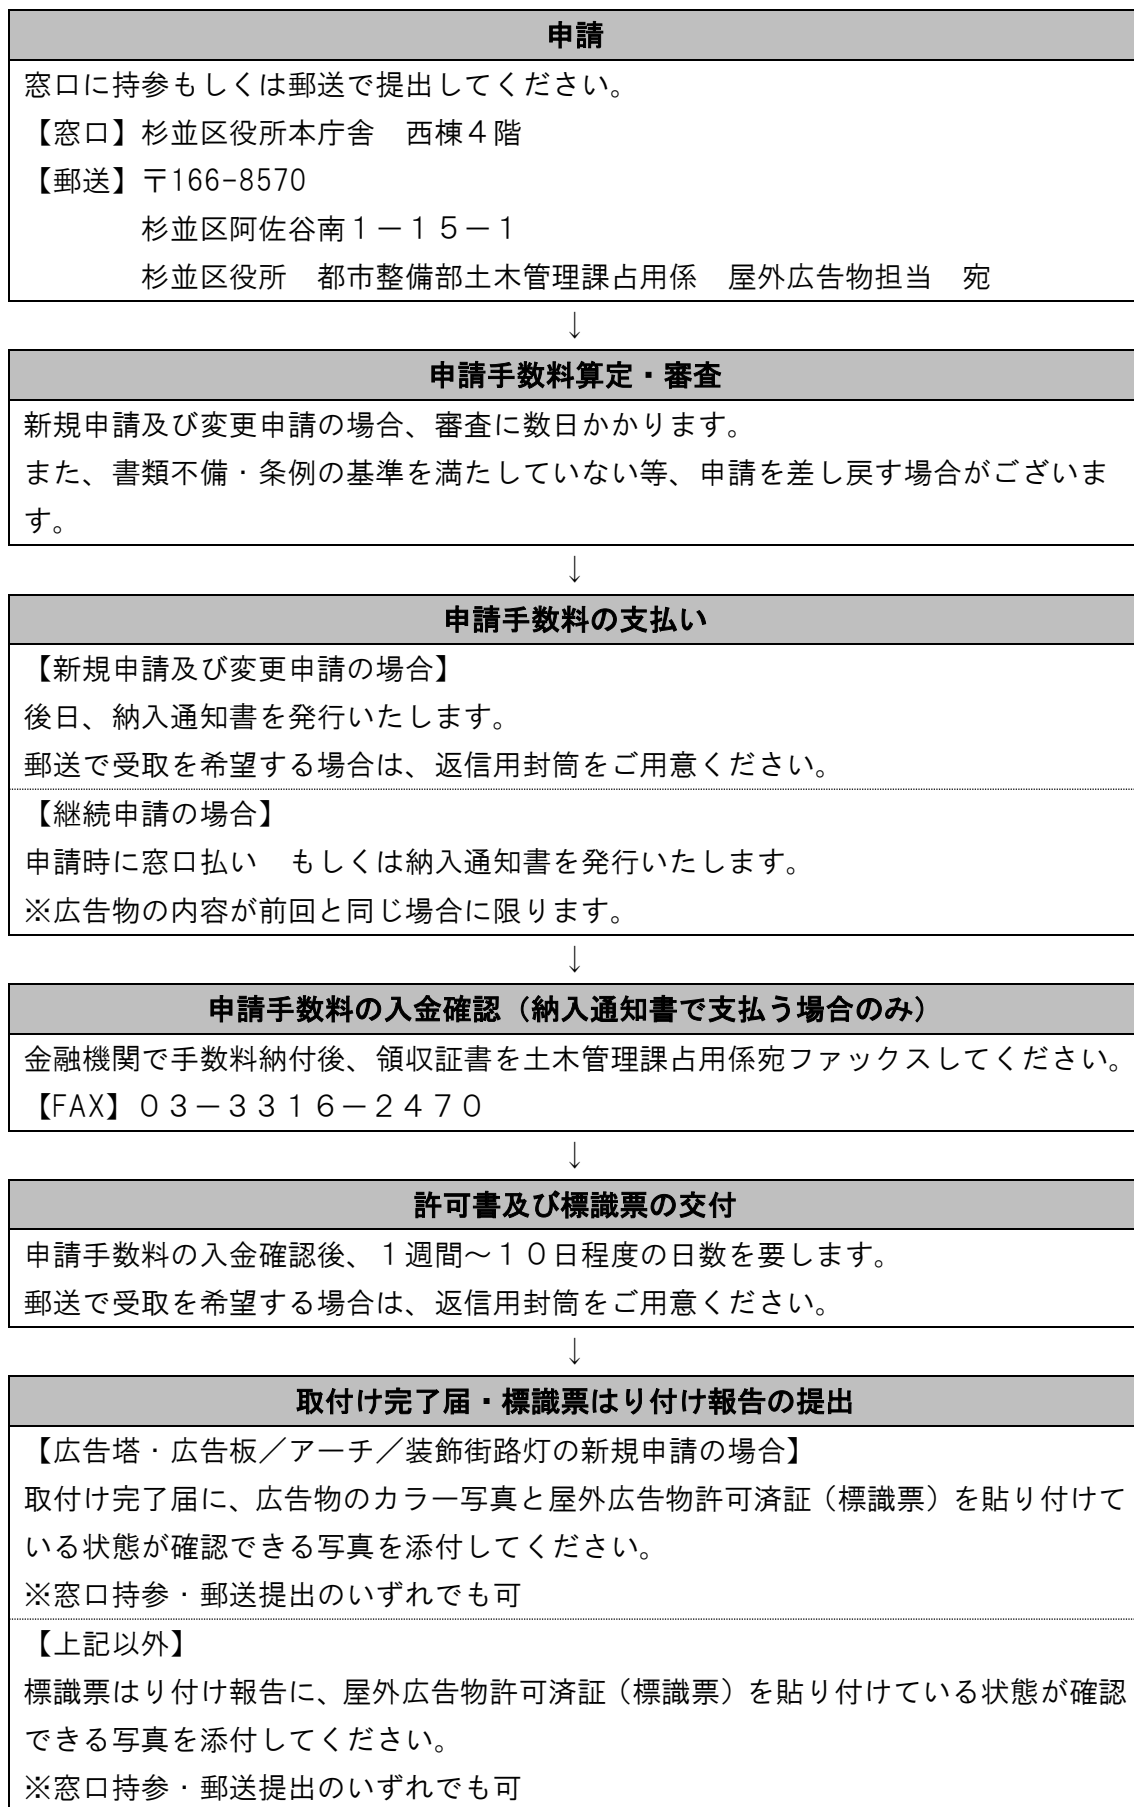 申請
窓口に持参もしくは郵送で提出してください。
【窓口】杉並区役所本庁舎　西棟４階
【郵送】〒166-8570
杉並区阿佐谷南１－１５－１
杉並区役所　都市整備部土木管理課占用係　屋外広告物担当　宛
↓
申請手数料算定・審査
新規申請及び変更申請の場合、審査に数日かかります。
また、書類不備・条例の基準を満たしていない等、申請を差し戻す場合がございま
す。
↓
申請手数料の支払い
【新規申請及び変更申請の場合】
後日、納入通知書を発行いたします。
郵送で受取を希望する場合は、返信用封筒をご用意ください。
【継続申請の場合】
申請時に窓口払い　もしくは納入通知書を発行いたします。
※広告物の内容が前回と同じ場合に限ります。
↓
申請手数料の入金確認（納入通知書で支払う場合のみ）
金融機関で手数料納付後、領収証書を土木管理課占用係宛ファックスしてください。
【FAX】０３－３３１６－２４７０
↓
許可書及び標識票の交付
申請手数料の入金確認後、１週間～１０日程度の日数を要します。
郵送で受取を希望する場合は、返信用封筒をご用意ください。
↓
取付け完了届・標識票はり付け報告の提出
【広告塔・広告板／アーチ／装飾街路灯の新規申請の場合】
取付け完了届に、広告物のカラー写真と屋外広告物許可済証（標識票）を貼り付けて
いる状態が確認できる写真を添付してください。
※窓口持参・郵送提出のいずれでも可
【上記以外】
標識票はり付け報告に、屋外広告物許可済証（標識票）を貼り付けている状態が確認
できる写真を添付してください。
※窓口持参・郵送提出のいずれでも可